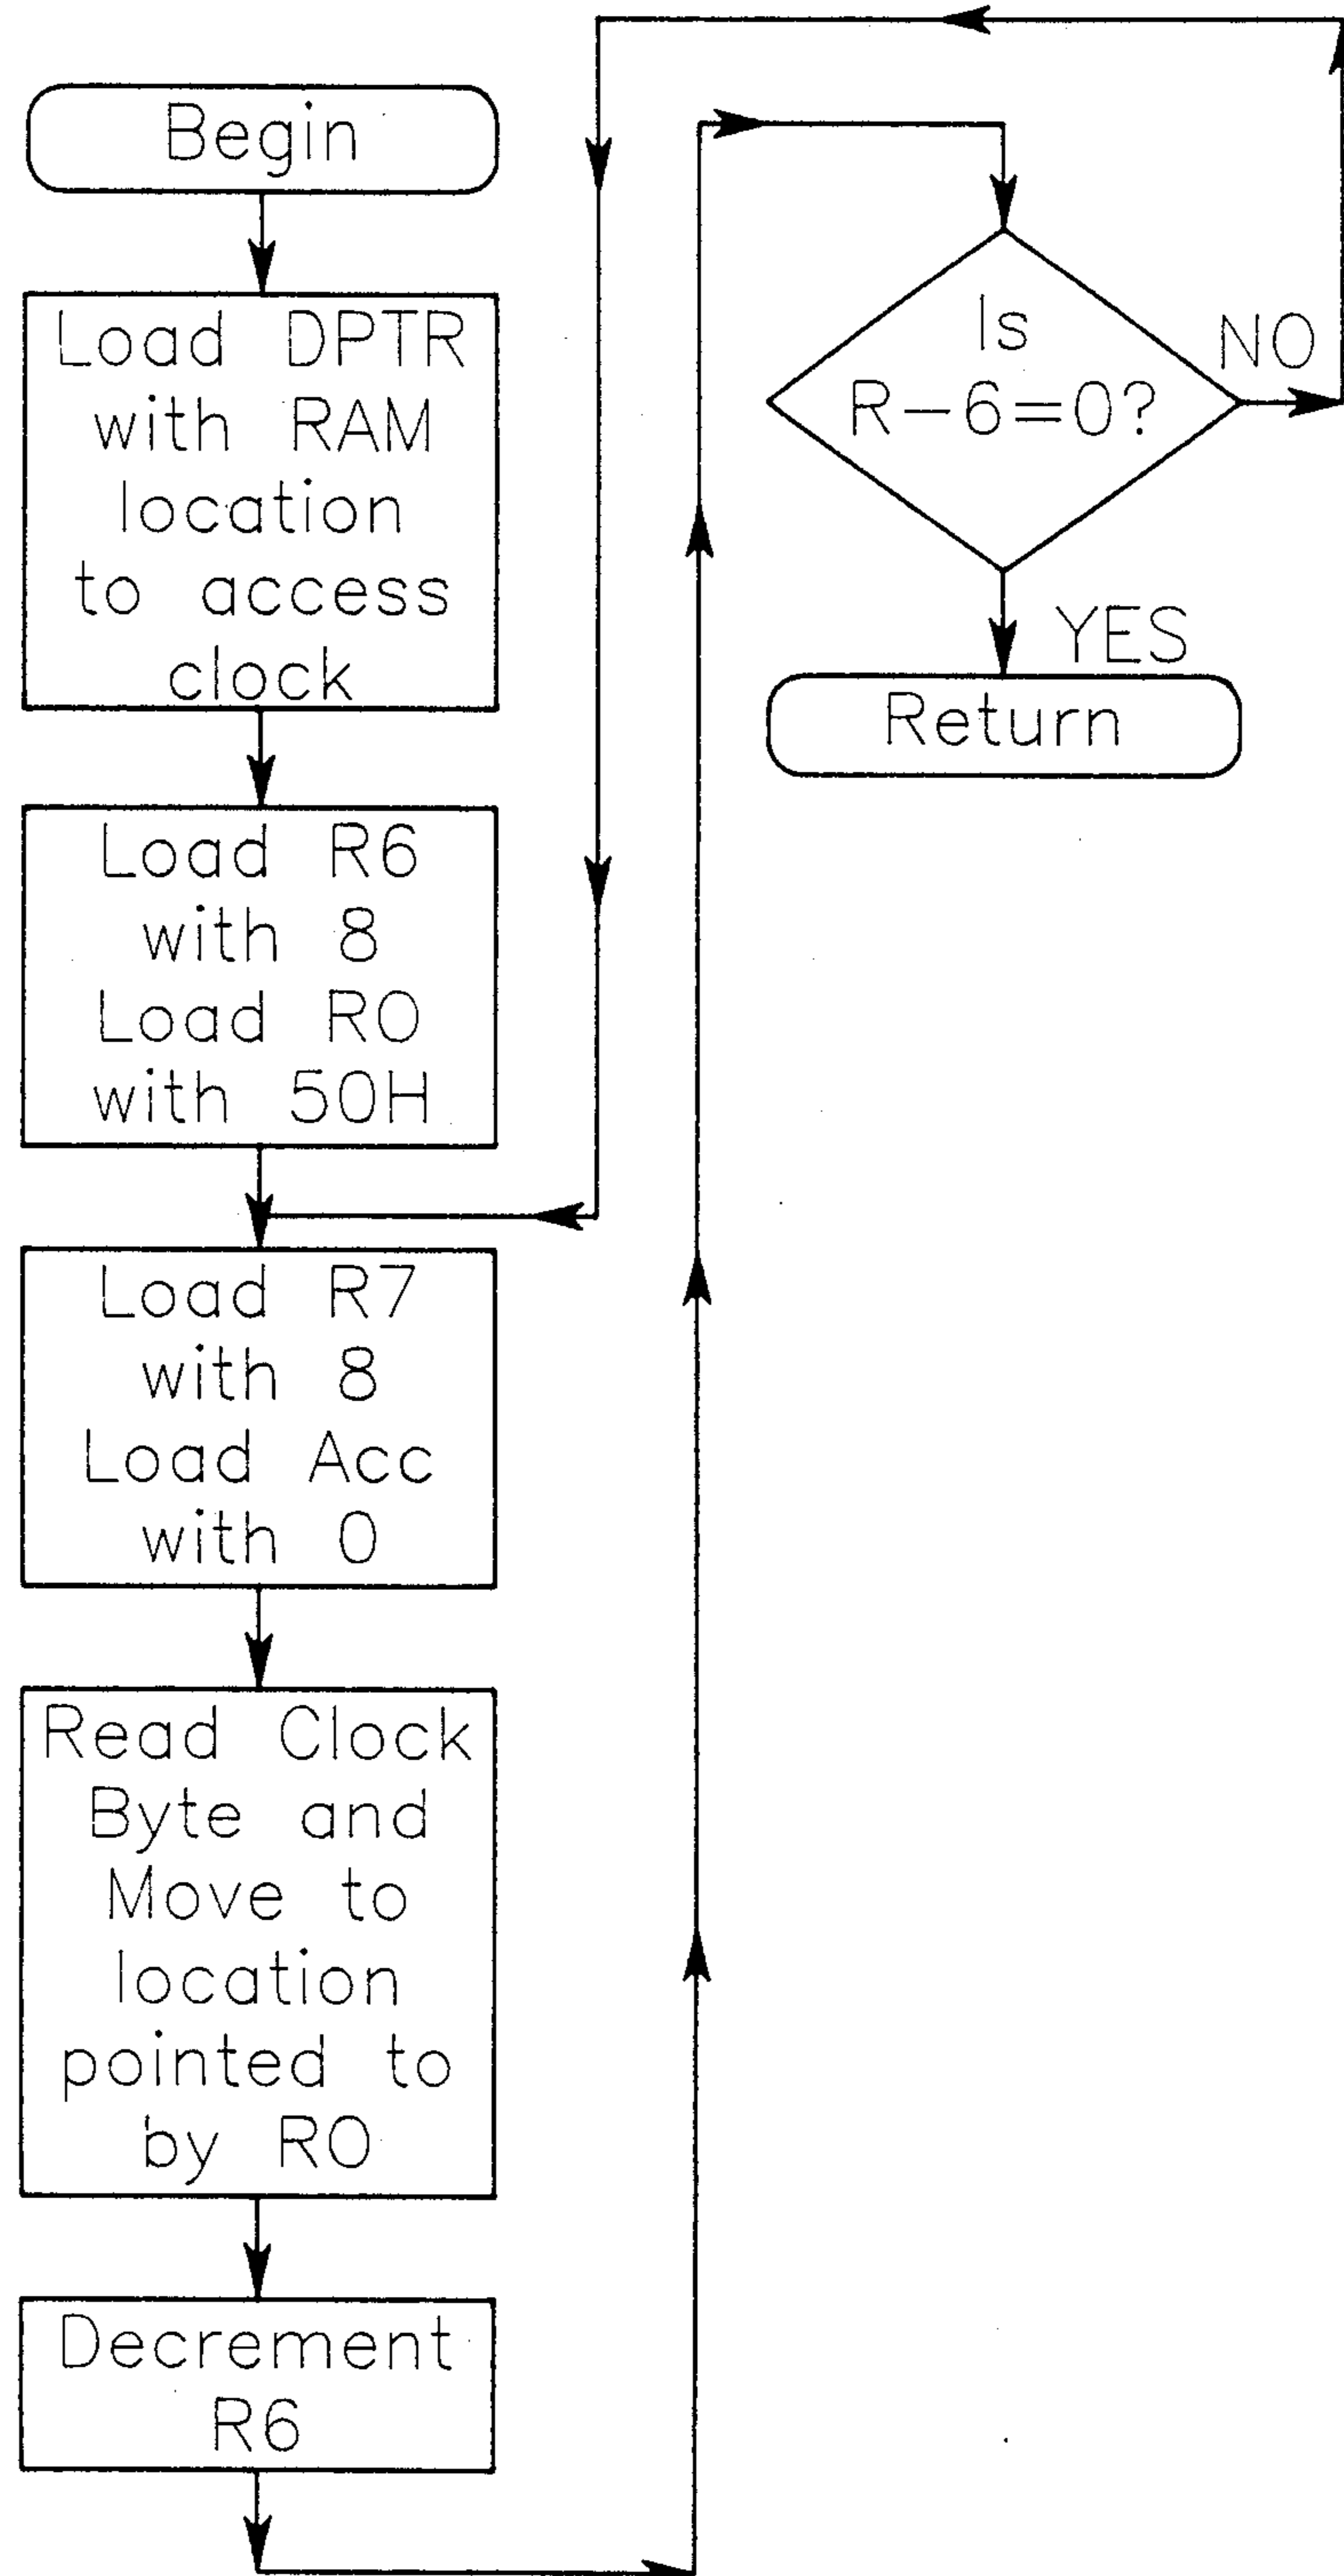 Begin
Load DPTR
with RAM
location
to access
clock
Load R6
with 8
Load R0
with 50H
Load R7
with 8
Load Acc
with 0
Read Clock
Byte and
Move to
location
pointed to
by R0
Decrement
R6
Is
R-6=0?
NO
YES
Return